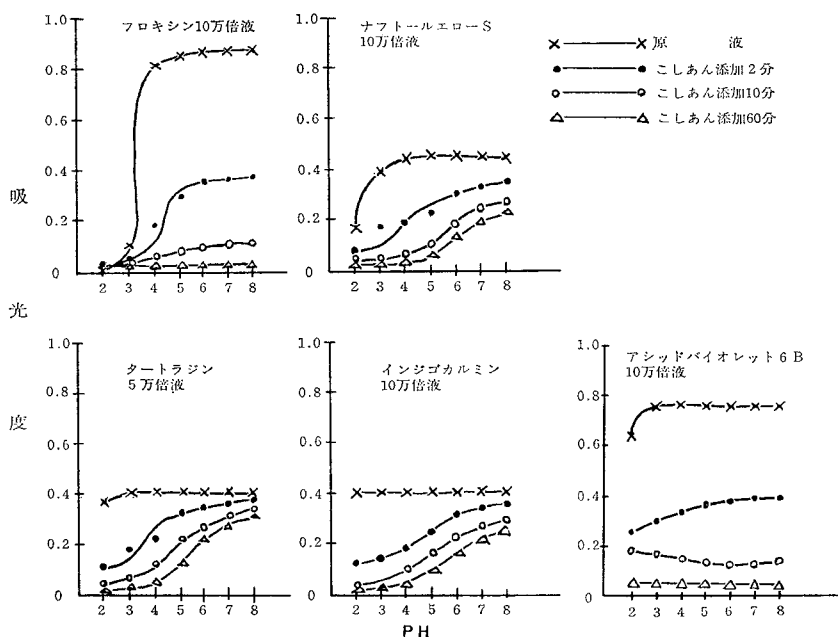 フロキシン10万倍液
1.0
0.8
0.6
0.4
0.2
0
2 3 4 5 6 7 8
ナフトールエローS
10万倍液
1.0
0.8
0.6
0.4
0.2
0
2 3 4 5 6 7 8
原 液
こしあん添加2分
こしあん添加10分
こしあん添加60分
吸
光
度
タートラジン
5万倍液
1.0
0.8
0.6
0.4
0.2
0
2 3 4 5 6 7 8
インジゴカルミン
10万倍液
1.0
0.8
0.6
0.4
0.2
0
2 3 4 5 6 7 8
アシッドバイオレット6B
10万倍液
1.0
0.8
0.6
0.4
0.2
0
2 3 4 5 6 7 8
PH